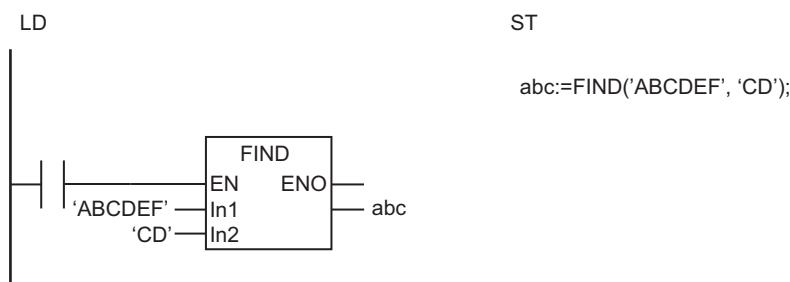 LD
ST
abc:=FIND(’ABCDEF’, ‘CD’);
FIND
EN ENO
‘ABCDEF’ In1 abc
‘CD’ In2